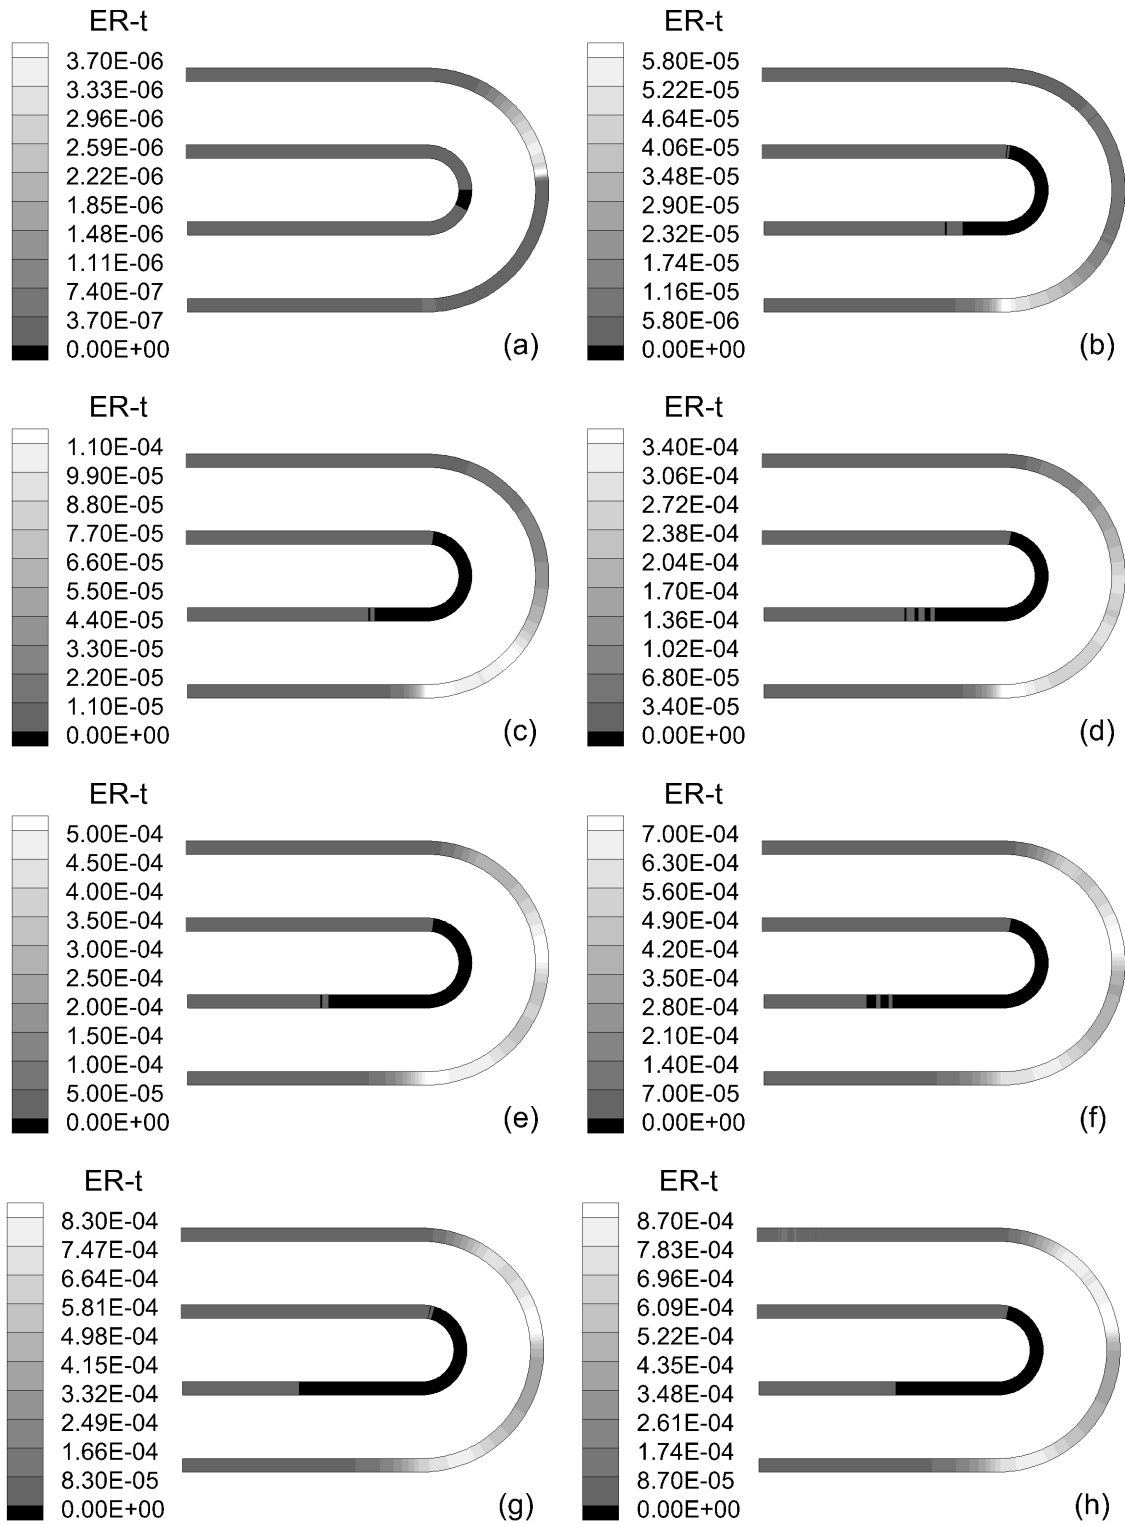 ER-t
3.70E-06
3.33E-06
2.96E-06
2.59E-06
2.22E-06
1.85E-06
1.48E-06
1.11E-06
7.40E-07
3.70E-07
0.00E+00
(a)
ER-t
5.80E-05
5.22E-05
4.64E-05
4.06E-05
3.48E-05
2.90E-05
2.32E-05
1.74E-05
1.16E-05
5.80E-06
0.00E+00
(b)
ER-t
1.10E-04
9.90E-05
8.80E-05
7.70E-05
6.60E-05
5.50E-05
4.40E-05
3.30E-05
2.20E-05
1.10E-05
0.00E+00
(c)
ER-t
3.40E-04
3.06E-04
2.72E-04
2.38E-04
2.04E-04
1.70E-04
1.36E-04
1.02E-04
6.80E-05
3.40E-05
0.00E+00
(d)
ER-t
5.00E-04
4.50E-04
4.00E-04
3.50E-04
3.00E-04
2.50E-04
2.00E-04
1.50E-04
1.00E-04
5.00E-05
0.00E+00
(e)
ER-t
7.00E-04
6.30E-04
5.60E-04
4.90E-04
4.20E-04
3.50E-04
2.80E-04
2.10E-04
1.40E-04
7.00E-05
0.00E+00
(f)
ER-t
8.30E-04
7.47E-04
6.64E-04
5.81E-04
4.98E-04
4.15E-04
3.32E-04
2.49E-04
1.66E-04
8.30E-05
0.00E+00
(g)
ER-t
8.70E-04
7.83E-04
6.96E-04
6.09E-04
5.22E-04
4.35E-04
3.48E-04
2.61E-04
1.74E-04
8.70E-05
0.00E+00
(h)